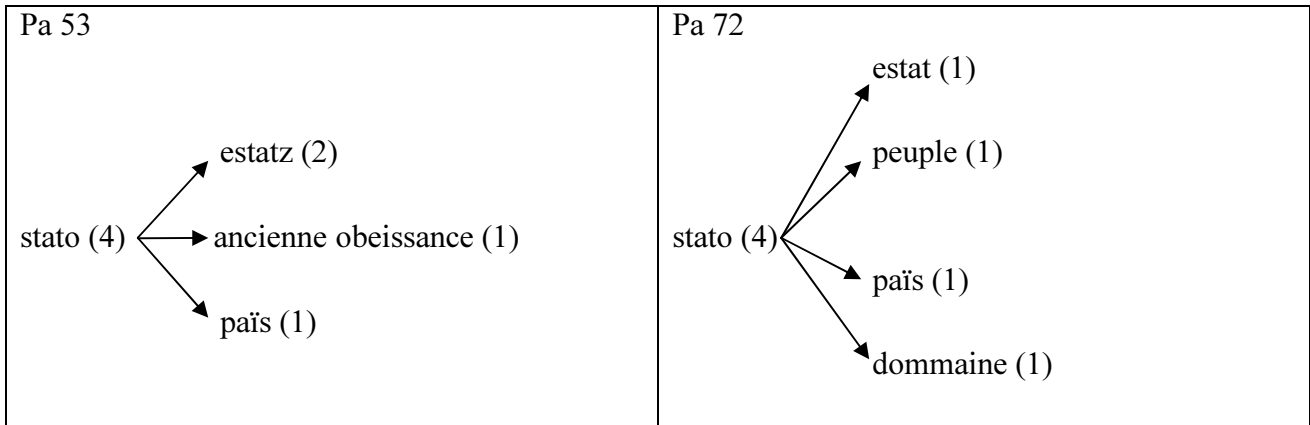 Pa 53
estatz (2)
stato (4)
ancienne obeissance (1)
païs (1)
Pa 72
estat (1)
peuple (1)
stato (4)
païs (1)
dommaine (1)